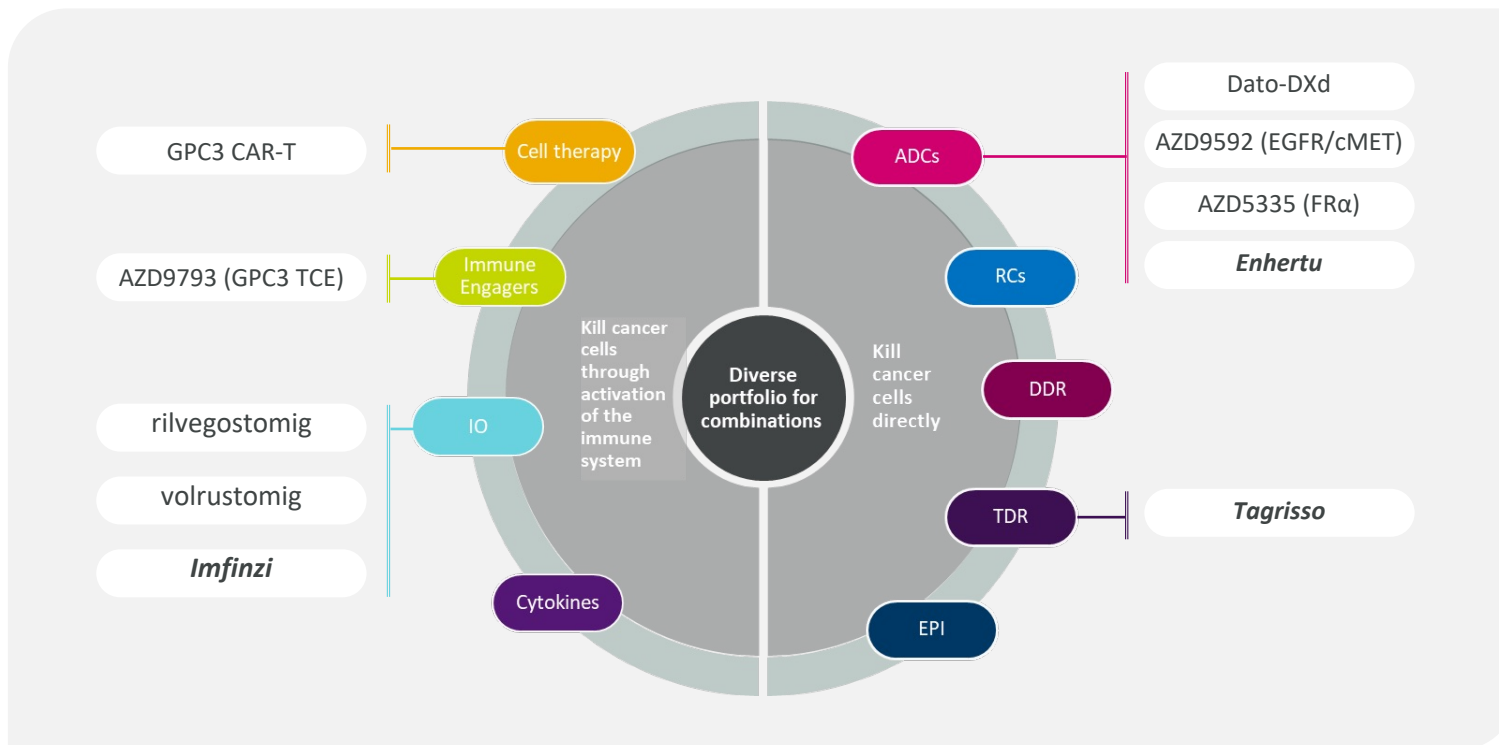 GPC3 CAR-T
Cell therapy
AZD9793 (GPC3 TCE)
Immune
Engagers
rilvegostomig
volrustomig
Imfinzi
IO
Cytokines
Kill cancer
cells
through
activation
of the
immune
system
Diverse
portfolio for
combinations
Kill
cancer
cells
directly
ADCs
Dato-DXd
AZD9592 (EGFR/cMET)
AZD5335 (FRα)
Enhertu
RCs
DDR
TDR
Tagrisso
EPI